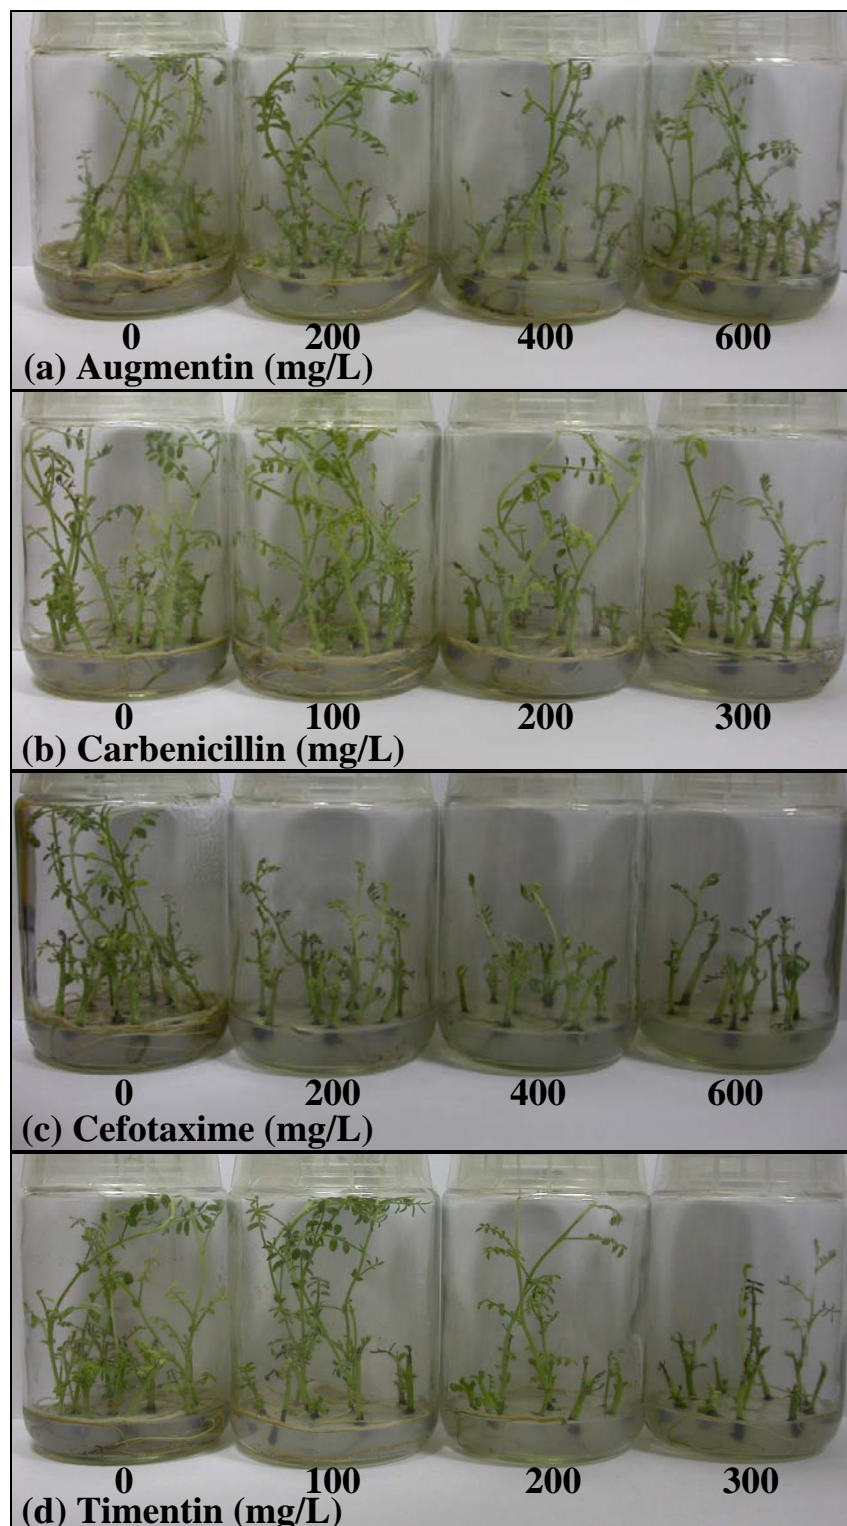 0 200 400 600
(a) Augmentin (mg/L)
0 100 200 300
(b) Carbenicillin (mg/L)
0 200 400 600
(c) Cefotaxime (mg/L)
0 100 200 300
(d) Timentin (mg/L)